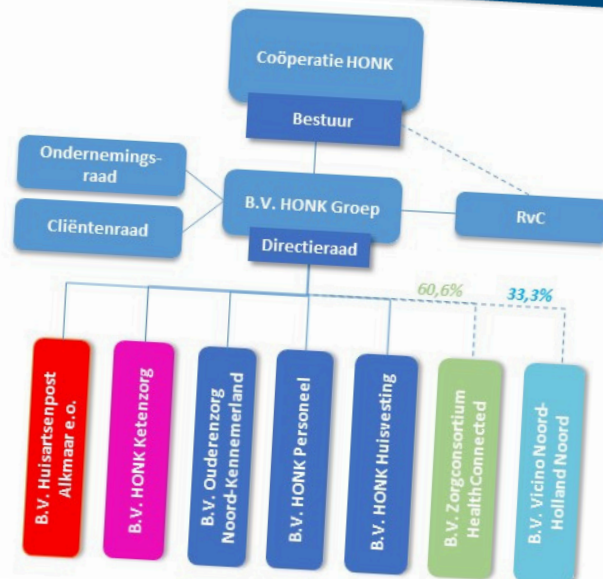 Coöperatie HONK
Bestuur
Ondernemings-
raad
Cliëntenraad
B.V. HONK Groep
Directieraad
RvC
60,6%
33,3%
B.V. Huisartsenpost
Alkmaar e.o.
B.V. HONK Ketenzorg
B.V. Ouderenzorg
Noord-Kennemerland
B.V. HONK Personeel
B.V. HONK Huisvesting
B.V. Zorgconsortium
HealthConnected
B.V. Vicino Noord-
Holland Noord